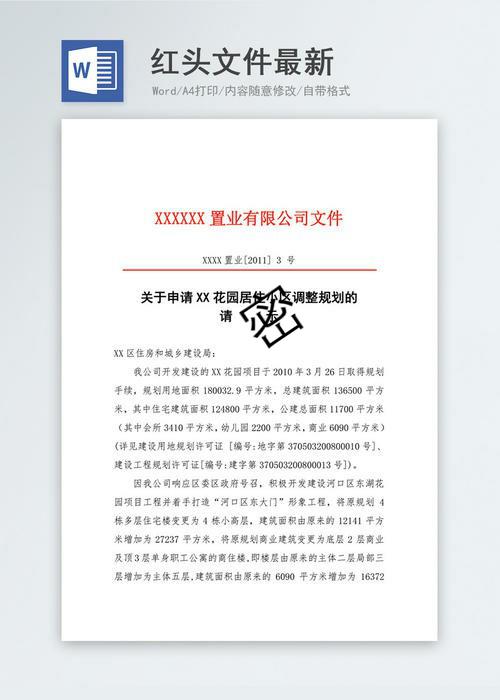 W
红头文件最新
Word/A4打印/内容随意修改/自带格式
XXXXXX 置业有限公司文件
XXXX 置业[2011] 3 号
关于申请 XX 花园居住小区调整规划的
请 示
密
XX 区住房和城乡建设局:
我公司开发建设的 XX 花园项目于 2010 年 3 月 26 日取得规划
手续，规划用地面积 180032.9 平方米，总建筑面积 136500 平方
米，其中住宅建筑面积 124800 平方米，公建总面积 11700 平方米
（其中会所 3410 平方米,幼儿园 2200 平方米，商业 6090 平方米）
(详见建设用地规划许可证 [编号:地字第 370503200800010 号]、
建设工程规划许可证[编号:建字第 370503200800013 号])。
因我公司响应区委区政府号召，积极开发建设河口区东湖花
园项目工程并着手打造“河口区东大门”形象工程，将原规划 4
栋多层住宅楼变更为 4 栋小高层，建筑面积由原来的 12141 平方
米增加为 27237 平方米，将原规划商业建筑变更为底层 2 层商业
及顶 3 层单身职工公寓的商住楼,即楼层由原来的主体二层局部三
层增加为主体五层,建筑面积由原来的 6090 平方米增加为 16372